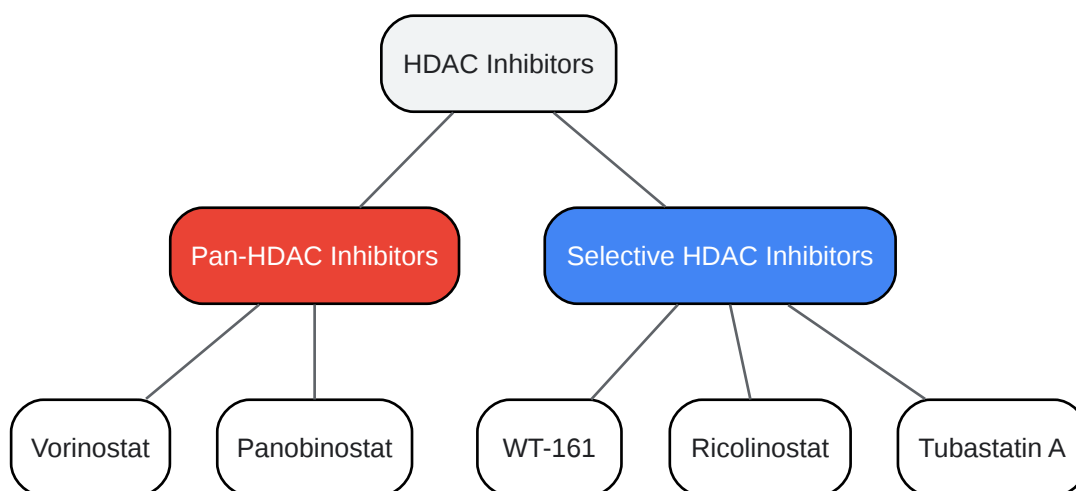 HDAC Inhibitors
Pan-HDAC Inhibitors
Selective HDAC Inhibitors
Vorinostat
Panobinostat
WT-161
Ricolinostat
Tubastatin A